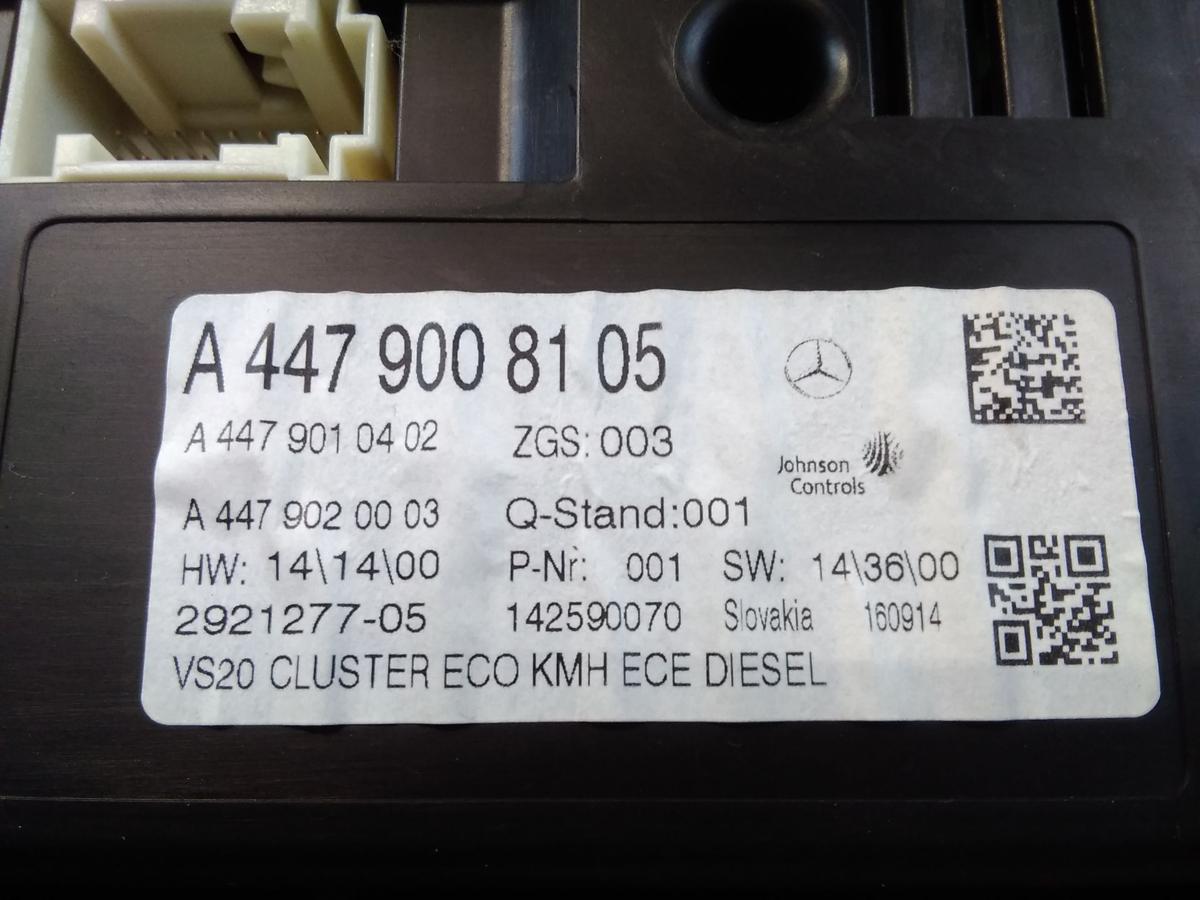 A 447 900 81 05
A 447 901 04 02 ZGS: 003
Johnson
Controls
A 447 902 00 03 Q-Stand:001
HW: 14\14\00 P-Nr: 001 SW: 14\36\00
2921277-05 142590070 Slovakia 160914
VS20 CLUSTER ECO KMH ECE DIESEL